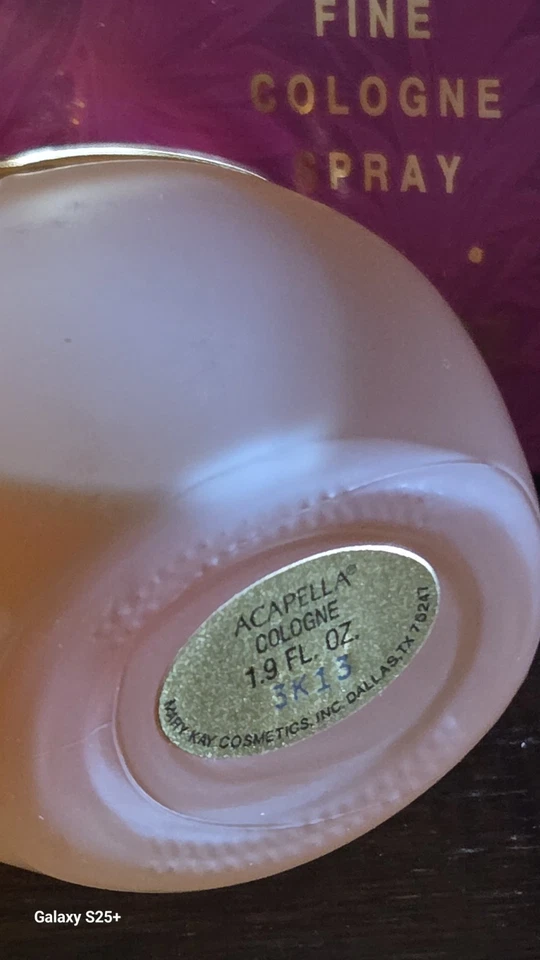 FINE
COLOGNE
SPRAY
ACAPELLA®
COLOGNE
1.9 FL. OZ.
3K13
MARY KAY COSMETICS, INC. DALLAS, TX 75247
Galaxy S25+